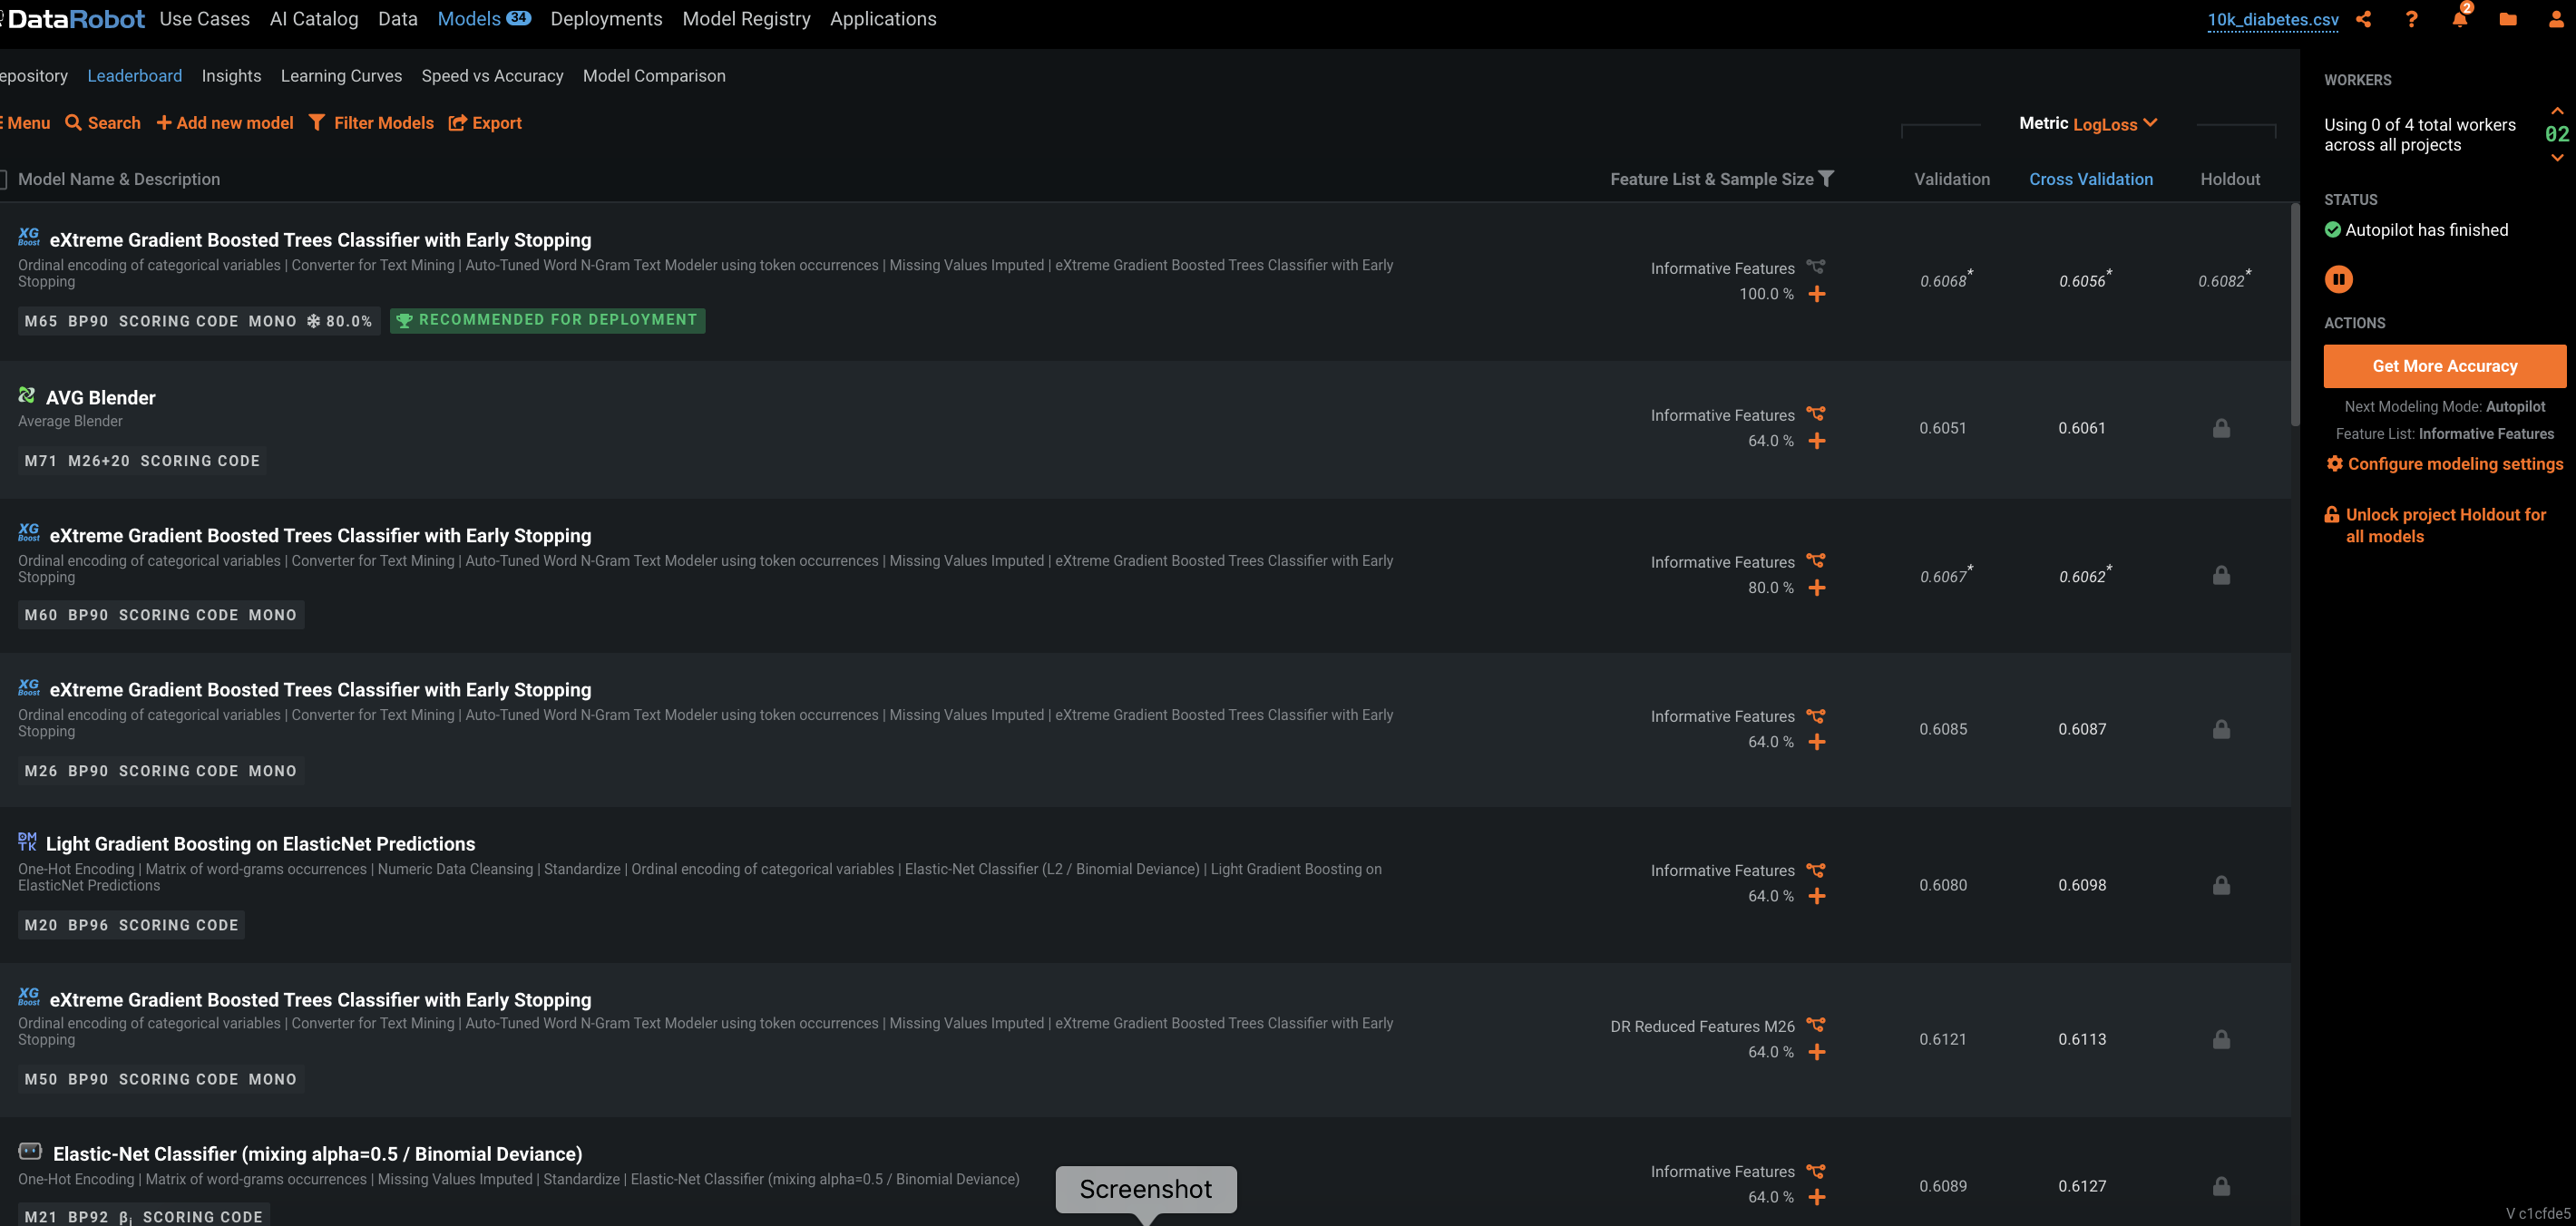 DataRobot Use Cases AI Catalog Data Models 34 Deployments Model Registry Applications 10k_diabetes.csv ? 2
epository Leaderboard Insights Learning Curves Speed vs Accuracy Model Comparison
Menu Search + Add new model Filter Models Export
Metric LogLoss
Model Name & Description Feature List & Sample Size Validation Cross Validation Holdout
XG Boost eXtreme Gradient Boosted Trees Classifier with Early Stopping
Ordinal encoding of categorical variables | Converter for Text Mining | Auto-Tuned Word N-Gram Text Modeler using token occurrences | Missing Values Imputed | eXtreme Gradient Boosted Trees Classifier with Early
Stopping
Informative Features
100.0 % +
0.6068* 0.6056* 0.6082*
M65 BP90 SCORING CODE MONO 80.0% RECOMMENDED FOR DEPLOYMENT
AVG Blender
Average Blender
Informative Features
64.0 % +
0.6051 0.6061
M71 M26+20 SCORING CODE
XG Boost eXtreme Gradient Boosted Trees Classifier with Early Stopping
Ordinal encoding of categorical variables | Converter for Text Mining | Auto-Tuned Word N-Gram Text Modeler using token occurrences | Missing Values Imputed | eXtreme Gradient Boosted Trees Classifier with Early
Stopping
Informative Features
80.0 % +
0.6067* 0.6062*
M60 BP90 SCORING CODE MONO
XG Boost eXtreme Gradient Boosted Trees Classifier with Early Stopping
Ordinal encoding of categorical variables | Converter for Text Mining | Auto-Tuned Word N-Gram Text Modeler using token occurrences | Missing Values Imputed | eXtreme Gradient Boosted Trees Classifier with Early
Stopping
Informative Features
64.0 % +
0.6085 0.6087
M26 BP90 SCORING CODE MONO
DM TK Light Gradient Boosting on ElasticNet Predictions
One-Hot Encoding | Matrix of word-grams occurrences | Numeric Data Cleansing | Standardize | Ordinal encoding of categorical variables | Elastic-Net Classifier (L2 / Binomial Deviance) | Light Gradient Boosting on
ElasticNet Predictions
Informative Features
64.0 % +
0.6080 0.6098
M20 BP96 SCORING CODE
XG Boost eXtreme Gradient Boosted Trees Classifier with Early Stopping
Ordinal encoding of categorical variables | Converter for Text Mining | Auto-Tuned Word N-Gram Text Modeler using token occurrences | Missing Values Imputed | eXtreme Gradient Boosted Trees Classifier with Early
Stopping
DR Reduced Features M26
64.0 % +
0.6121 0.6113
M50 BP90 SCORING CODE MONO
Elastic-Net Classifier (mixing alpha=0.5 / Binomial Deviance)
One-Hot Encoding | Matrix of word-grams occurrences | Missing Values Imputed | Standardize | Elastic-Net Classifier (mixing alpha=0.5 / Binomial Deviance)
Informative Features
64.0 % +
0.6089 0.6127
M21 BP92 βi SCORING CODE
Screenshot
WORKERS
Using 0 of 4 total workers
across all projects
02
STATUS
Autopilot has finished
ACTIONS
Get More Accuracy
Next Modeling Mode: Autopilot
Feature List: Informative Features
Configure modeling settings
Unlock project Holdout for
all models
V c1cfde5